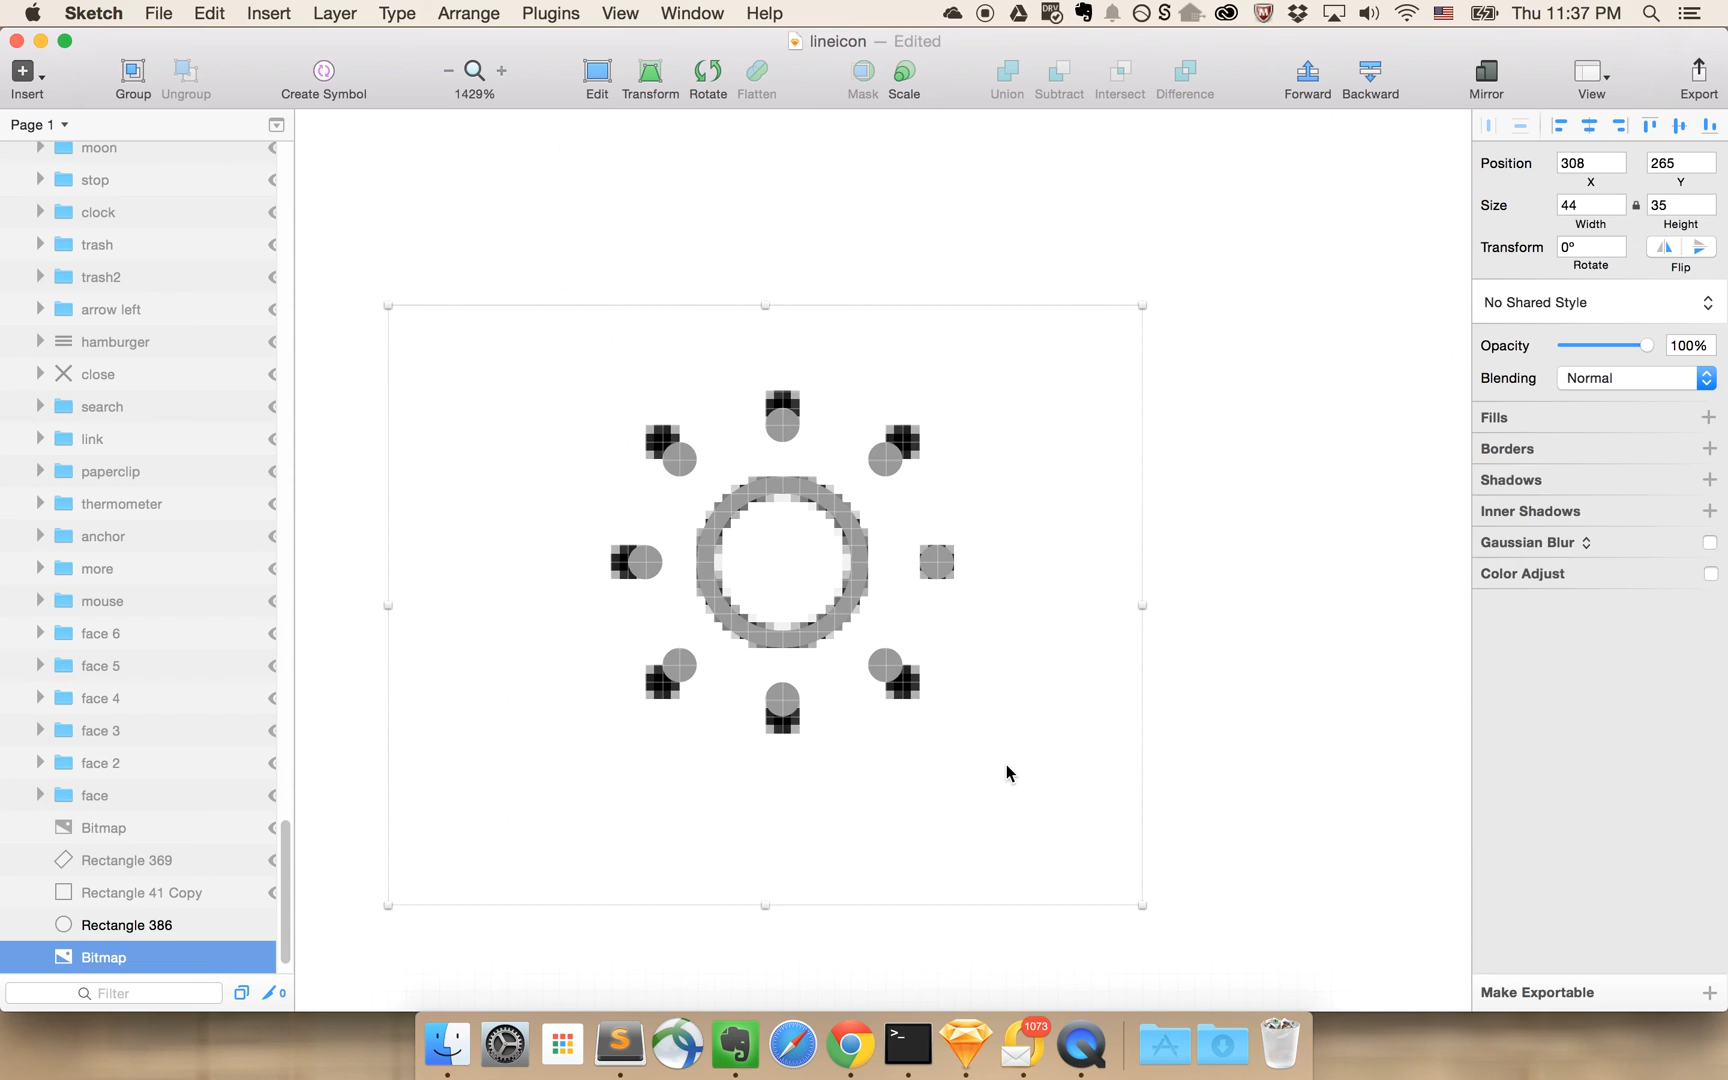 Sketch File Edit Insert Layer Type Arrange Plugins View Window Help DRV S Thu 11:37 PM
lineicon — Edited
Insert Group Ungroup Create Symbol 1429% Edit Transform Rotate Flatten Mask Scale Union Subtract Intersect Difference Forward Backward Mirror View Export
Page 1
moon
stop
clock
trash
trash2
arrow left
hamburger
close
search
link
paperclip
thermometer
anchor
more
mouse
face 6
face 5
face 4
face 3
face 2
face
Bitmap
Rectangle 369
Rectangle 41 Copy
Rectangle 386
Bitmap
Filter 0
Position 308 265
X Y
Size 44 35
Width Height
Transform 0º
Rotate Flip
No Shared Style
Opacity 100%
Blending Normal
Fills
Borders
Shadows
Inner Shadows
Gaussian Blur
Color Adjust
Make Exportable
S >_ 1073